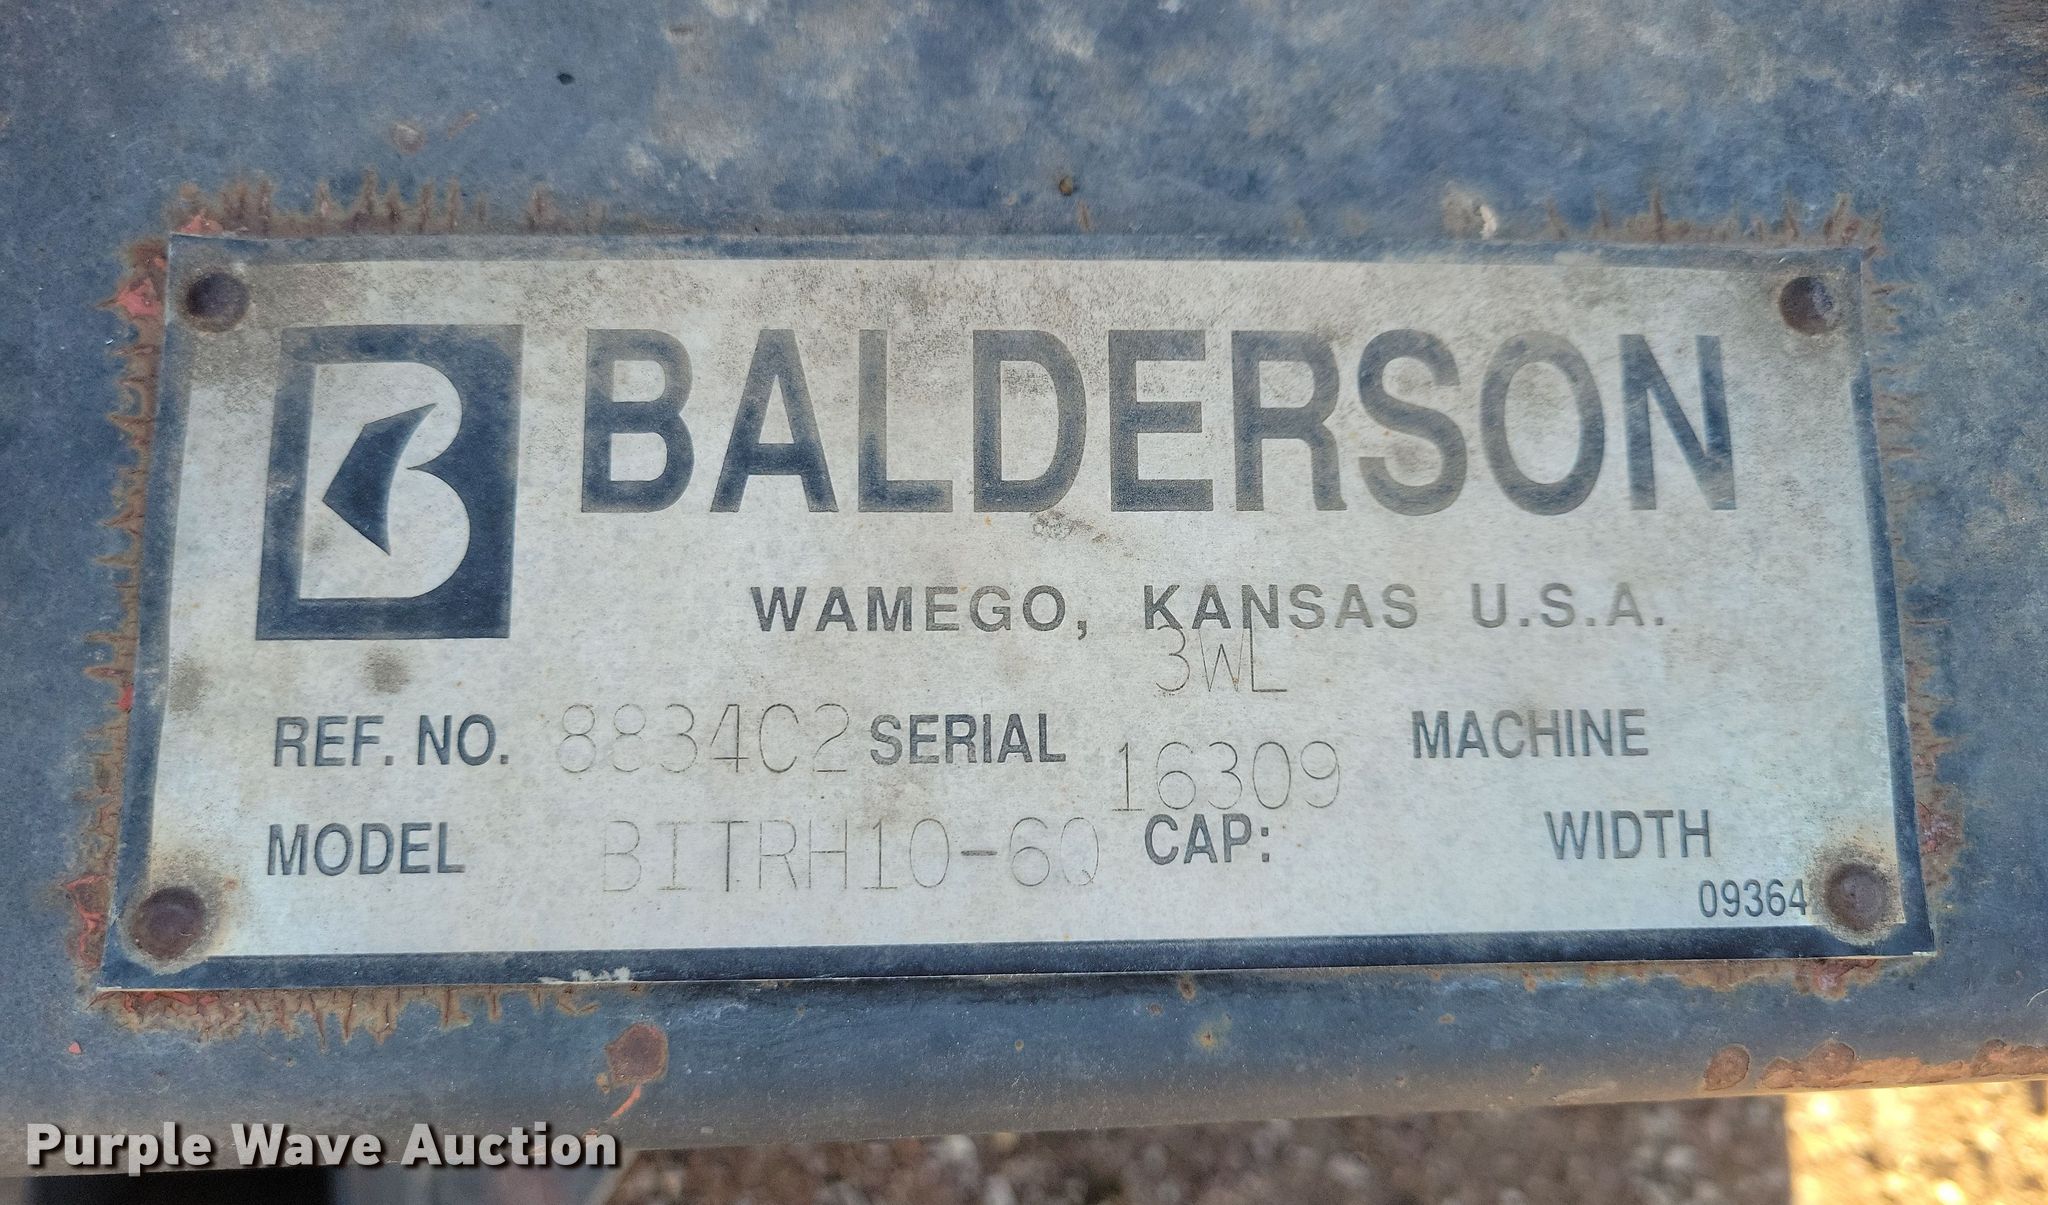 B BALDERSON
WAMEGO, KANSAS U.S.A.
3WL
REF. NO. 8834C2 SERIAL 16309 MACHINE
MODEL BITRH10-6Q CAP: WIDTH
09364
Purple Wave Auction